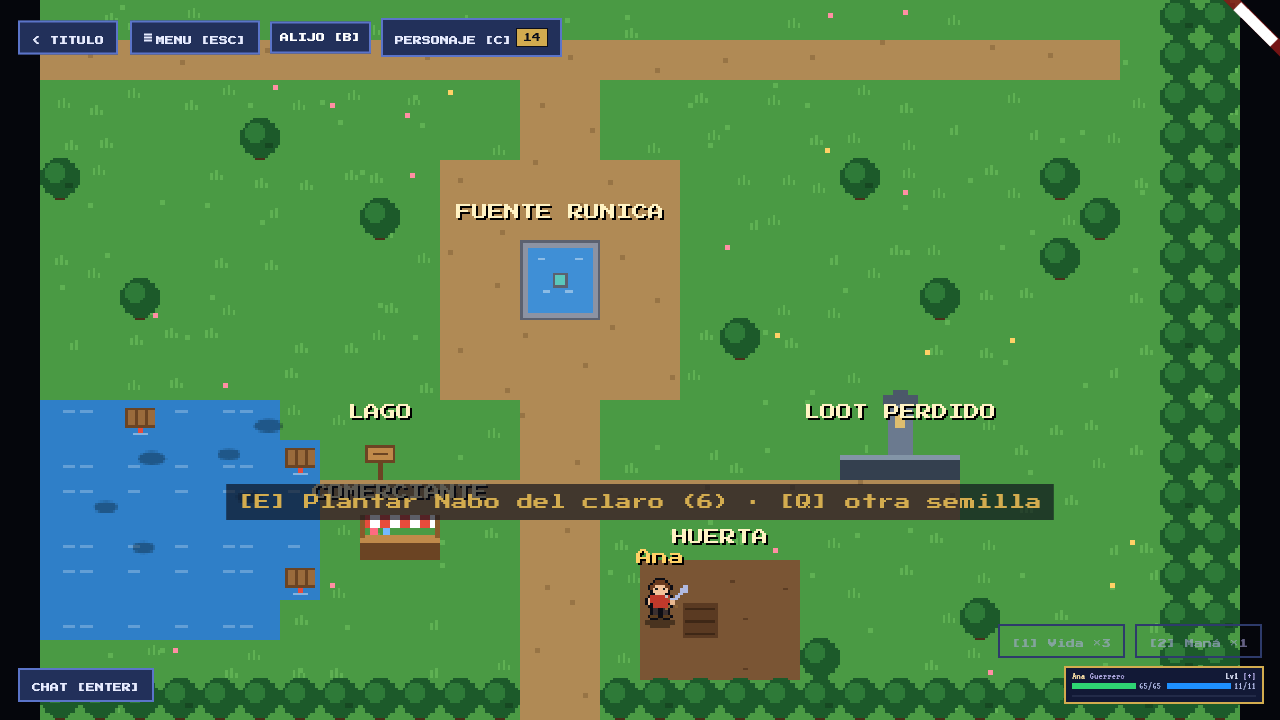 < TITULO
≡MENU [ESC]
ALIJO [B]
PERSONAJE [C] 14
FUENTE RUNICA
LAGO
LOOT PERDIDO
COMERCIANTE
[E] Plantar Nabo del claro (6) · [Q] otra semilla
HUERTA
Ana
[1] Vida ×3
[2] Maná ×1
CHAT [ENTER]
Ana Guerrero
Lv1 [+]
65/65
11/11